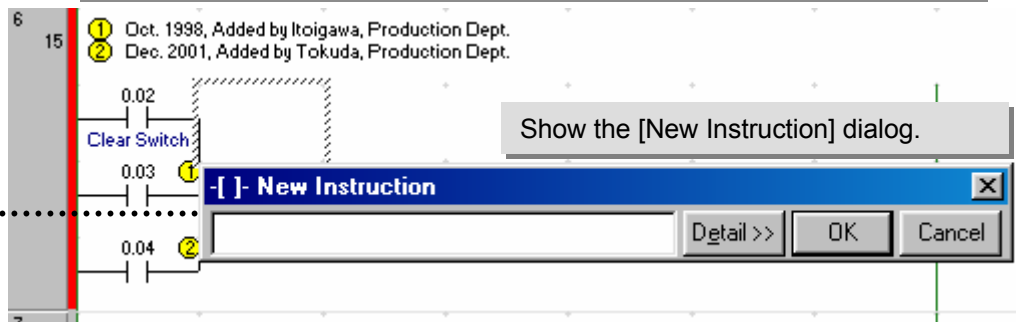 6
15
1 Oct. 1998, Added by Itoigawa, Production Dept.
2 Dec. 2001, Added by Tokuda, Production Dept.
0.02
Clear Switch
Show the [New Instruction] dialog.
0.03 1
-[ ]- New Instruction
Detail >> OK Cancel
0.04 2
7